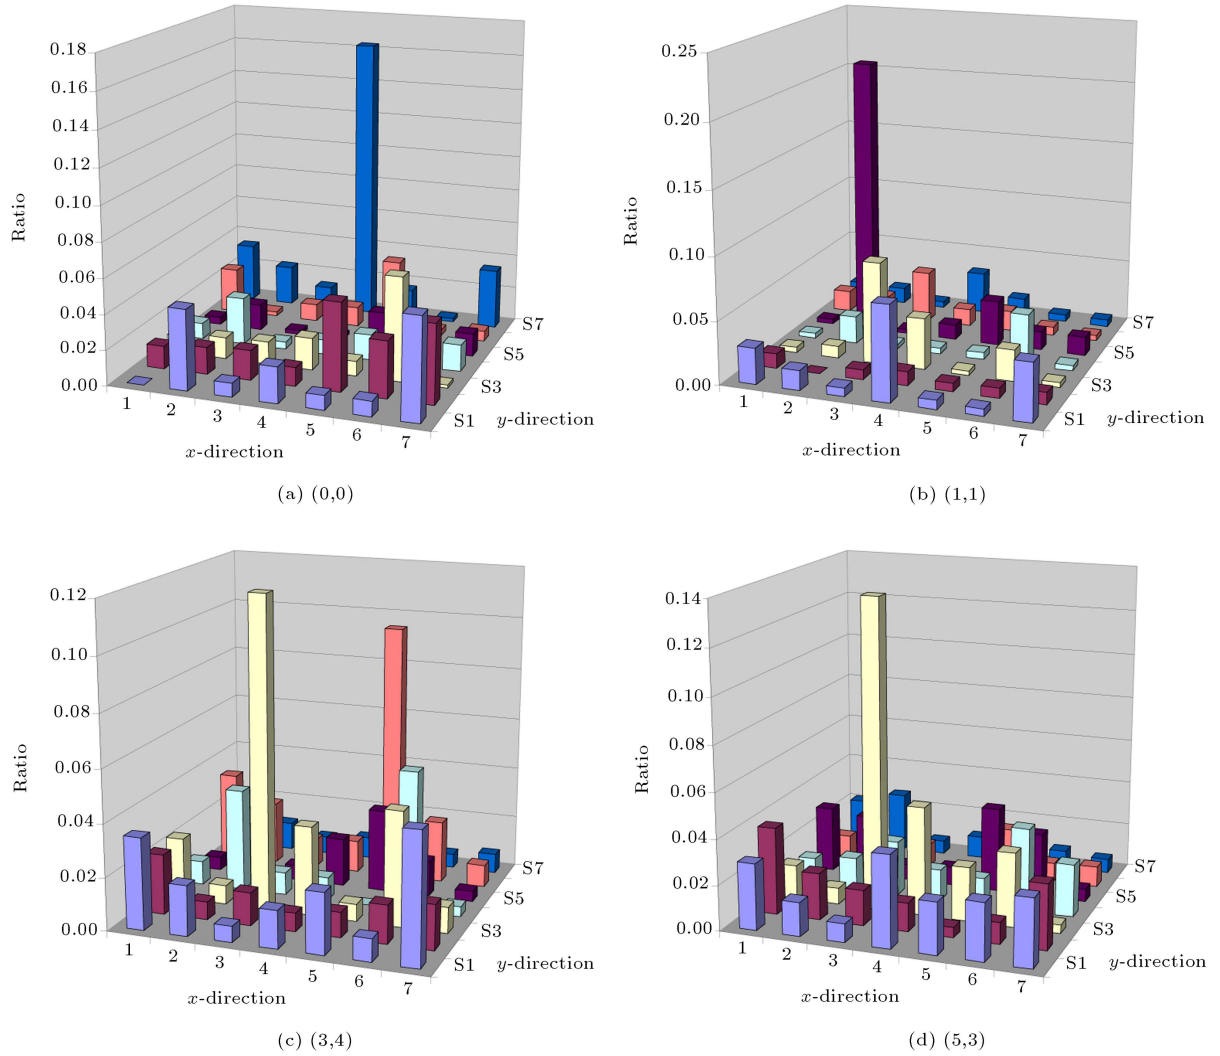 0.18
0.16
0.14
0.12
0.10
0.08
0.06
0.04
0.02
0.00
Ratio
1
2
3
4
5
6
7
x-direction
S1
S3
S5
S7
y-direction
(a) (0,0)
0.25
0.20
0.15
0.10
0.05
0.00
Ratio
1
2
3
4
5
6
7
x-direction
S1
S3
S5
S7
y-direction
(b) (1,1)
0.12
0.10
0.08
0.06
0.04
0.02
0.00
Ratio
1
2
3
4
5
6
7
x-direction
S1
S3
S5
S7
y-direction
(c) (3,4)
0.14
0.12
0.10
0.08
0.06
0.04
0.02
0.00
Ratio
1
2
3
4
5
6
7
x-direction
S1
S3
S5
S7
y-direction
(d) (5,3)